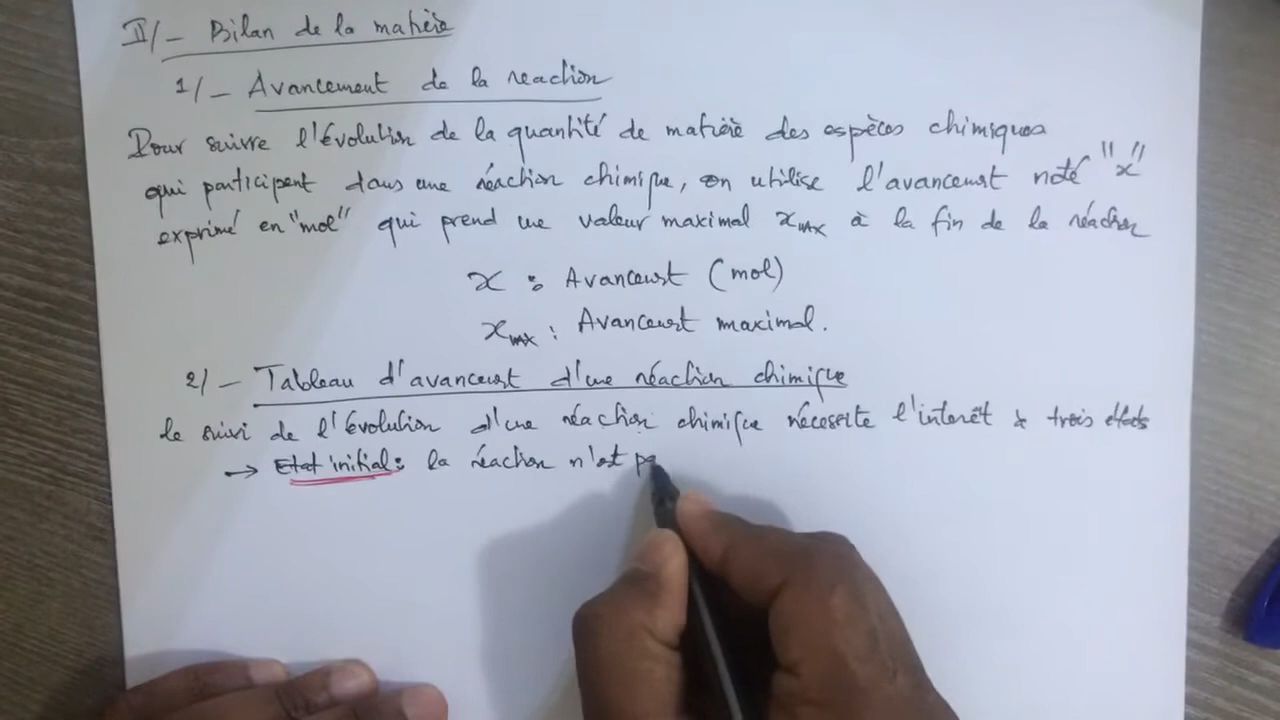 II/- Bilan de la matière
1/- Avancement de la reaction
Pour suivre l'évolution de la quantité de matière des espèces chimiques
qui participent dans une réaction chimique, on utilise l'avancement noté "x"
exprimé en "mol" qui prend une valeur maximal xmax à la fin de la réaction
x : Avancement (mol)
xmax : Avancement maximal.
2/- Tableau d'avancement d'une réaction chimique
le suivi de l'évolution d'une réaction chimique nécessite l'interêt à trois états
→ Etat initial : la réaction n'est pa